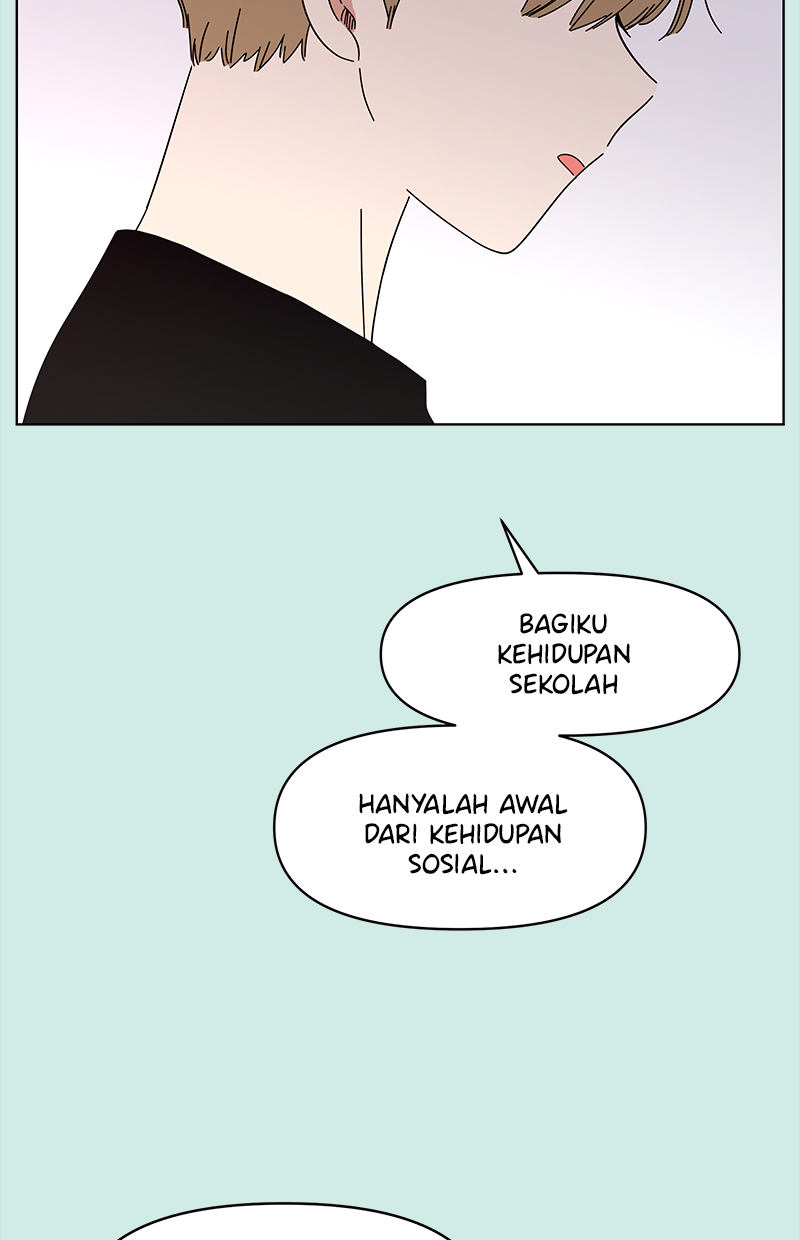 BAGIKU
KEHIDUPAN
SEKOLAH
HANYALAH AWAL
DARI KEHIDUPAN
SOSIAL...